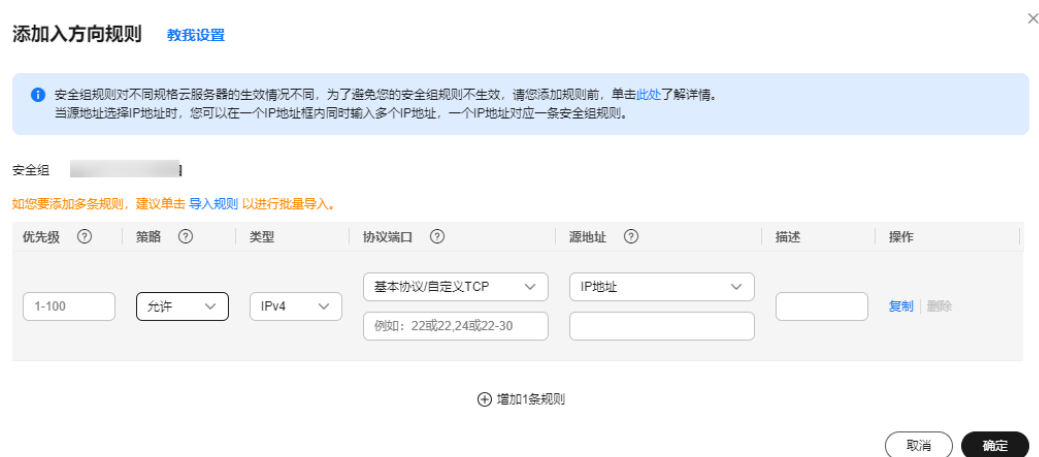 添加入方向规则 教我设置
安全组规则对不同规格云服务器的生效情况不同，为了避免您的安全组规则不生效，请您添加规则前，单击此处了解详情。
当源地址选择IP地址时，您可以在一个IP地址框内同时输入多个IP地址，一个IP地址对应一条安全组规则。
安全组
如您要添加多条规则，建议单击 导入规则 以进行批量导入。
优先级 策略 类型 协议端口 源地址 描述 操作
1-100 允许 IPv4 基本协议/自定义TCP IP地址 复制 删除
例如：22或22,24或22-30
增加1条规则
取消 确定